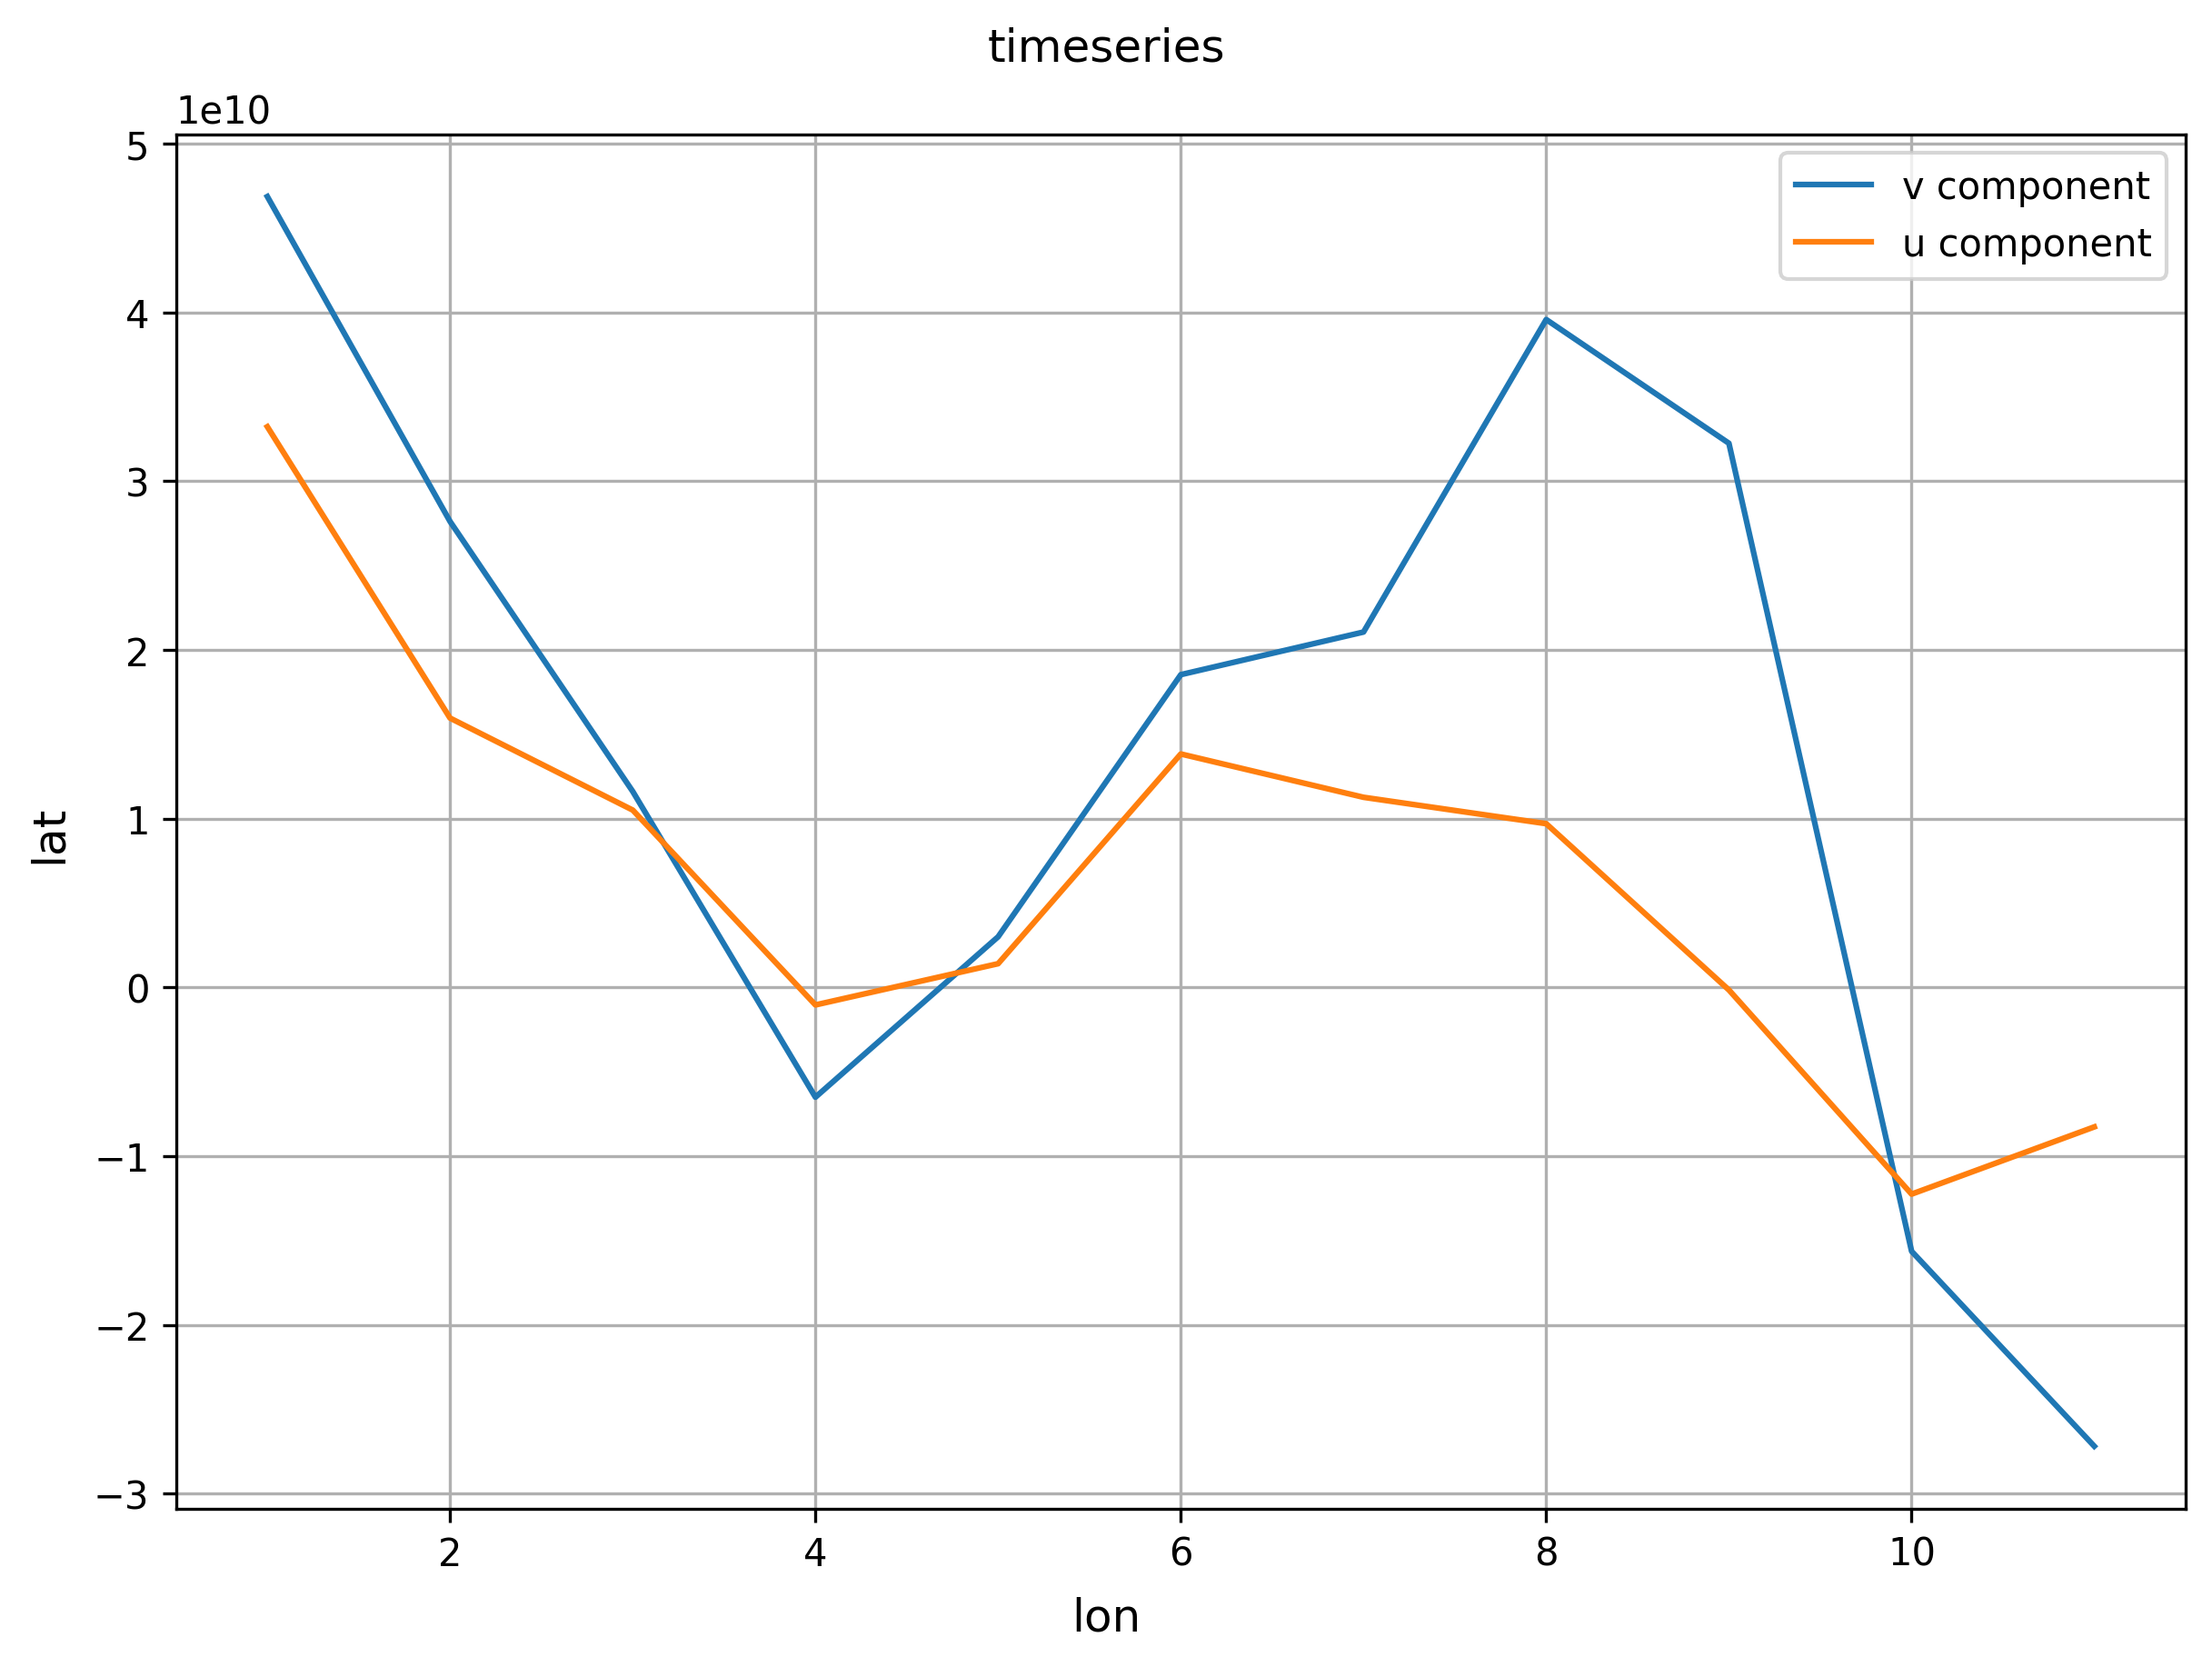 timeseries
1e10
v component
u component
5
4
3
2
1
0
−1
−2
−3
lat
2 4 6 8 10
lon